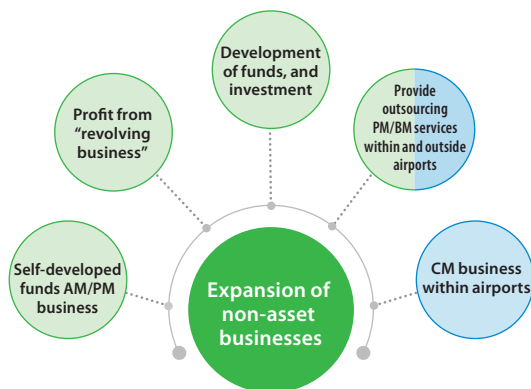 Development
of funds, and
investment
Profit from
“revolving
business”
Provide
outsourcing
PM/BM services
within and outside
airports
Self-developed
funds AM/PM
business
CM business
within airports
Expansion of
non-asset
businesses